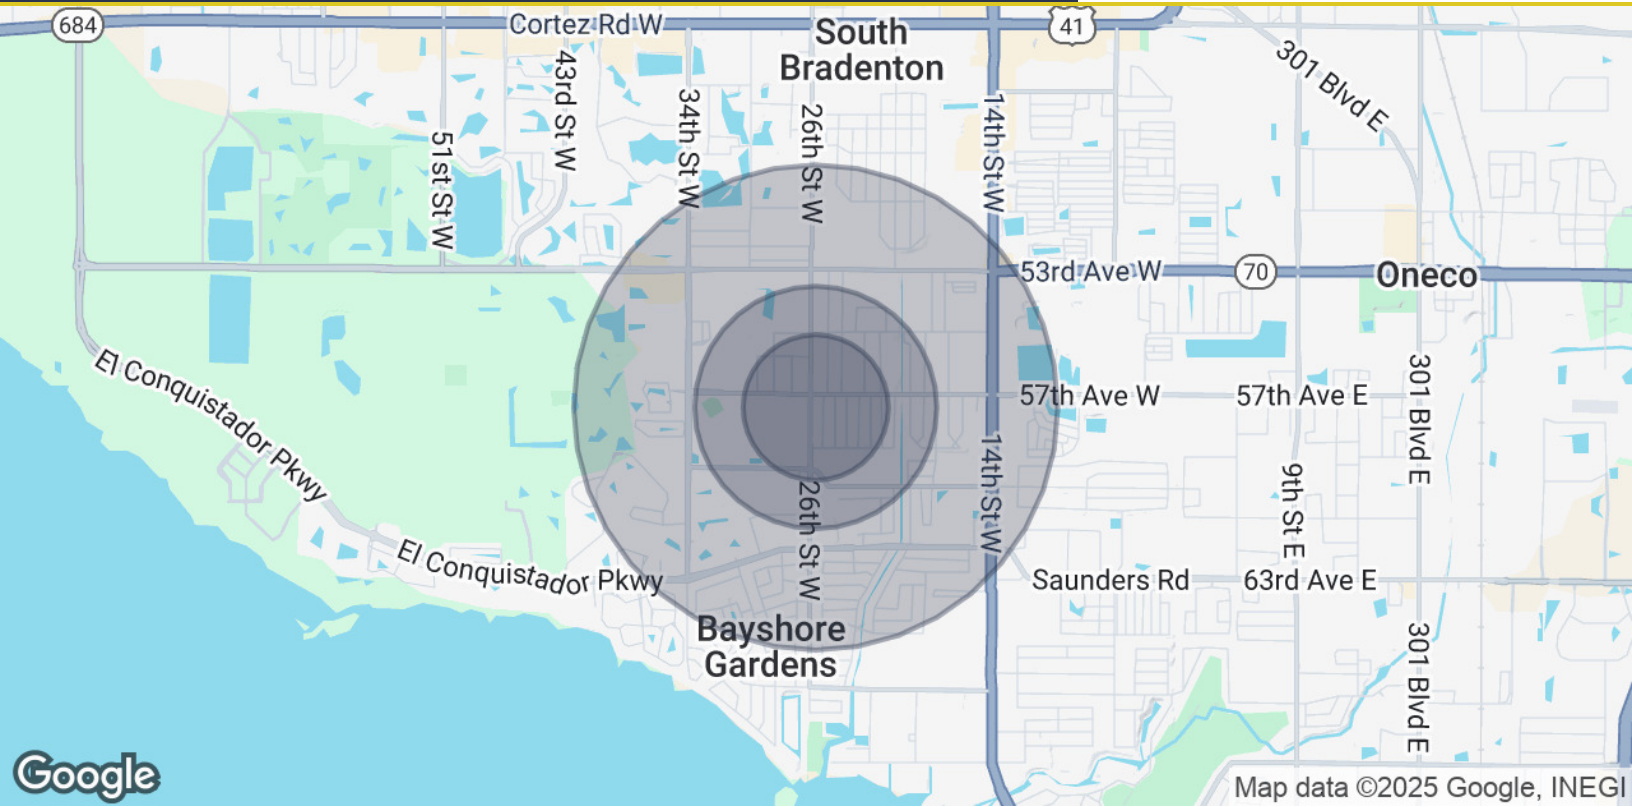 684
Cortez Rd W
South
Bradenton
41
301 Blvd E
43rd St W
34th St W
26th St W
14th St W
51st St W
53rd Ave W
70
Oneco
El Conquistador Pkwy
57th Ave W
57th Ave E
301 Blvd E
14th St W
9th St E
26th St W
El Conquistador Pkwy
Saunders Rd
63rd Ave E
Bayshore
Gardens
301 Blvd E
Google
Map data ©2025 Google, INEGI